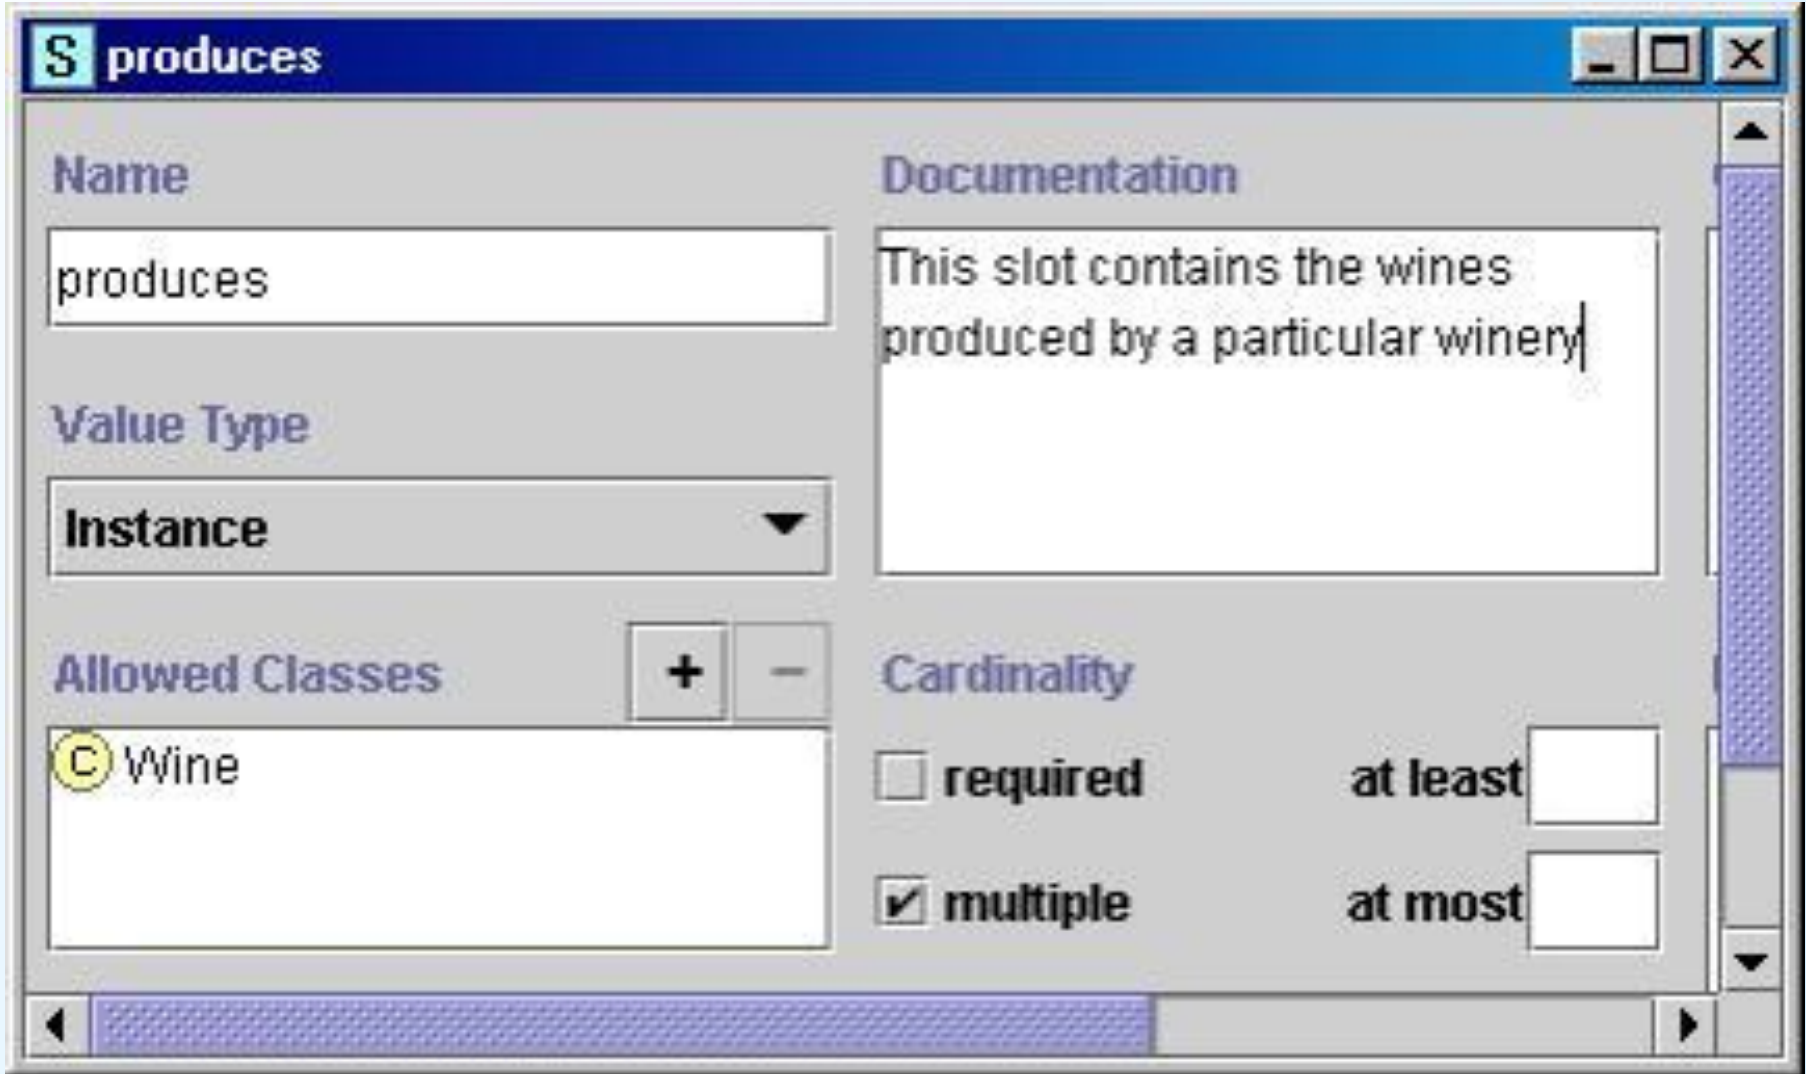 S produces
Name
produces
Documentation
This slot contains the wines
produced by a particular winery
Value Type
Instance
Allowed Classes + -
C Wine
Cardinality
required at least
multiple at most